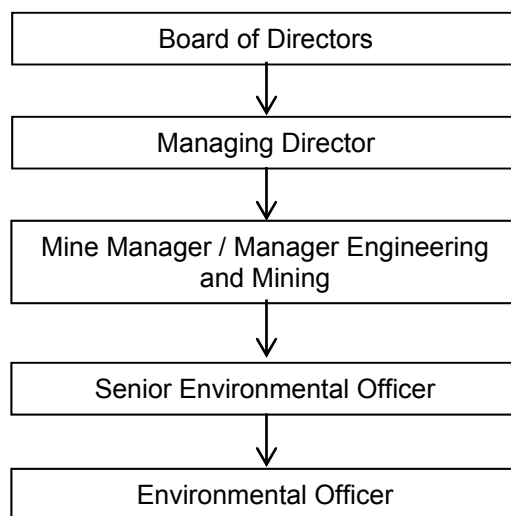 Board of Directors
Managing Director
Mine Manager / Manager Engineering
and Mining
Senior Environmental Officer
Environmental Officer